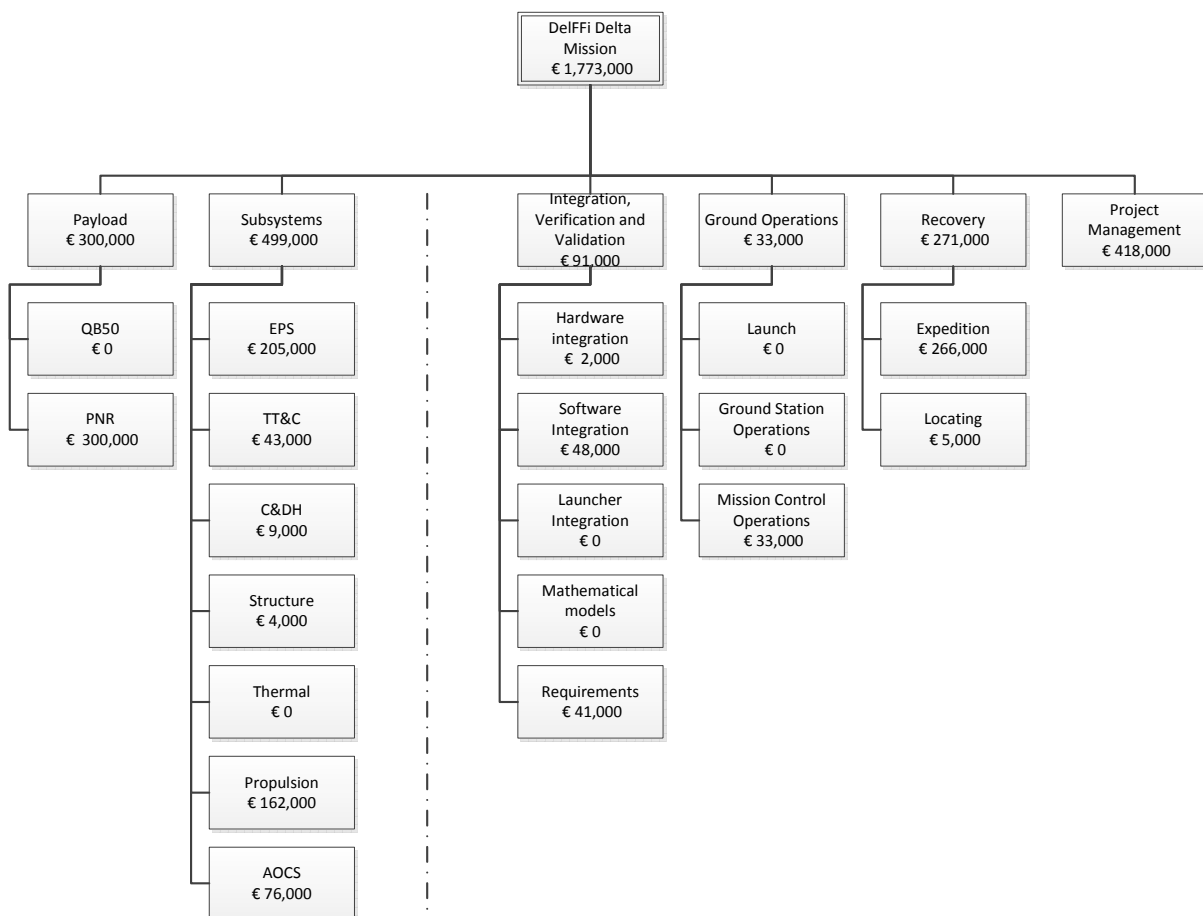 DelFFi Delta
Mission
€ 1,773,000
Payload
€ 300,000
Subsystems
€ 499,000
Integration,
Verification and
Validation
€ 91,000
Ground Operations
€ 33,000
Recovery
€ 271,000
Project
Management
€ 418,000
QB50
€ 0
PNR
€ 300,000
EPS
€ 205,000
TT&C
€ 43,000
C&DH
€ 9,000
Structure
€ 4,000
Thermal
€ 0
Propulsion
€ 162,000
AOCS
€ 76,000
Hardware
integration
€ 2,000
Software
Integration
€ 48,000
Launcher
Integration
€ 0
Mathematical
models
€ 0
Requirements
€ 41,000
Launch
€ 0
Ground Station
Operations
€ 0
Mission Control
Operations
€ 33,000
Expedition
€ 266,000
Locating
€ 5,000